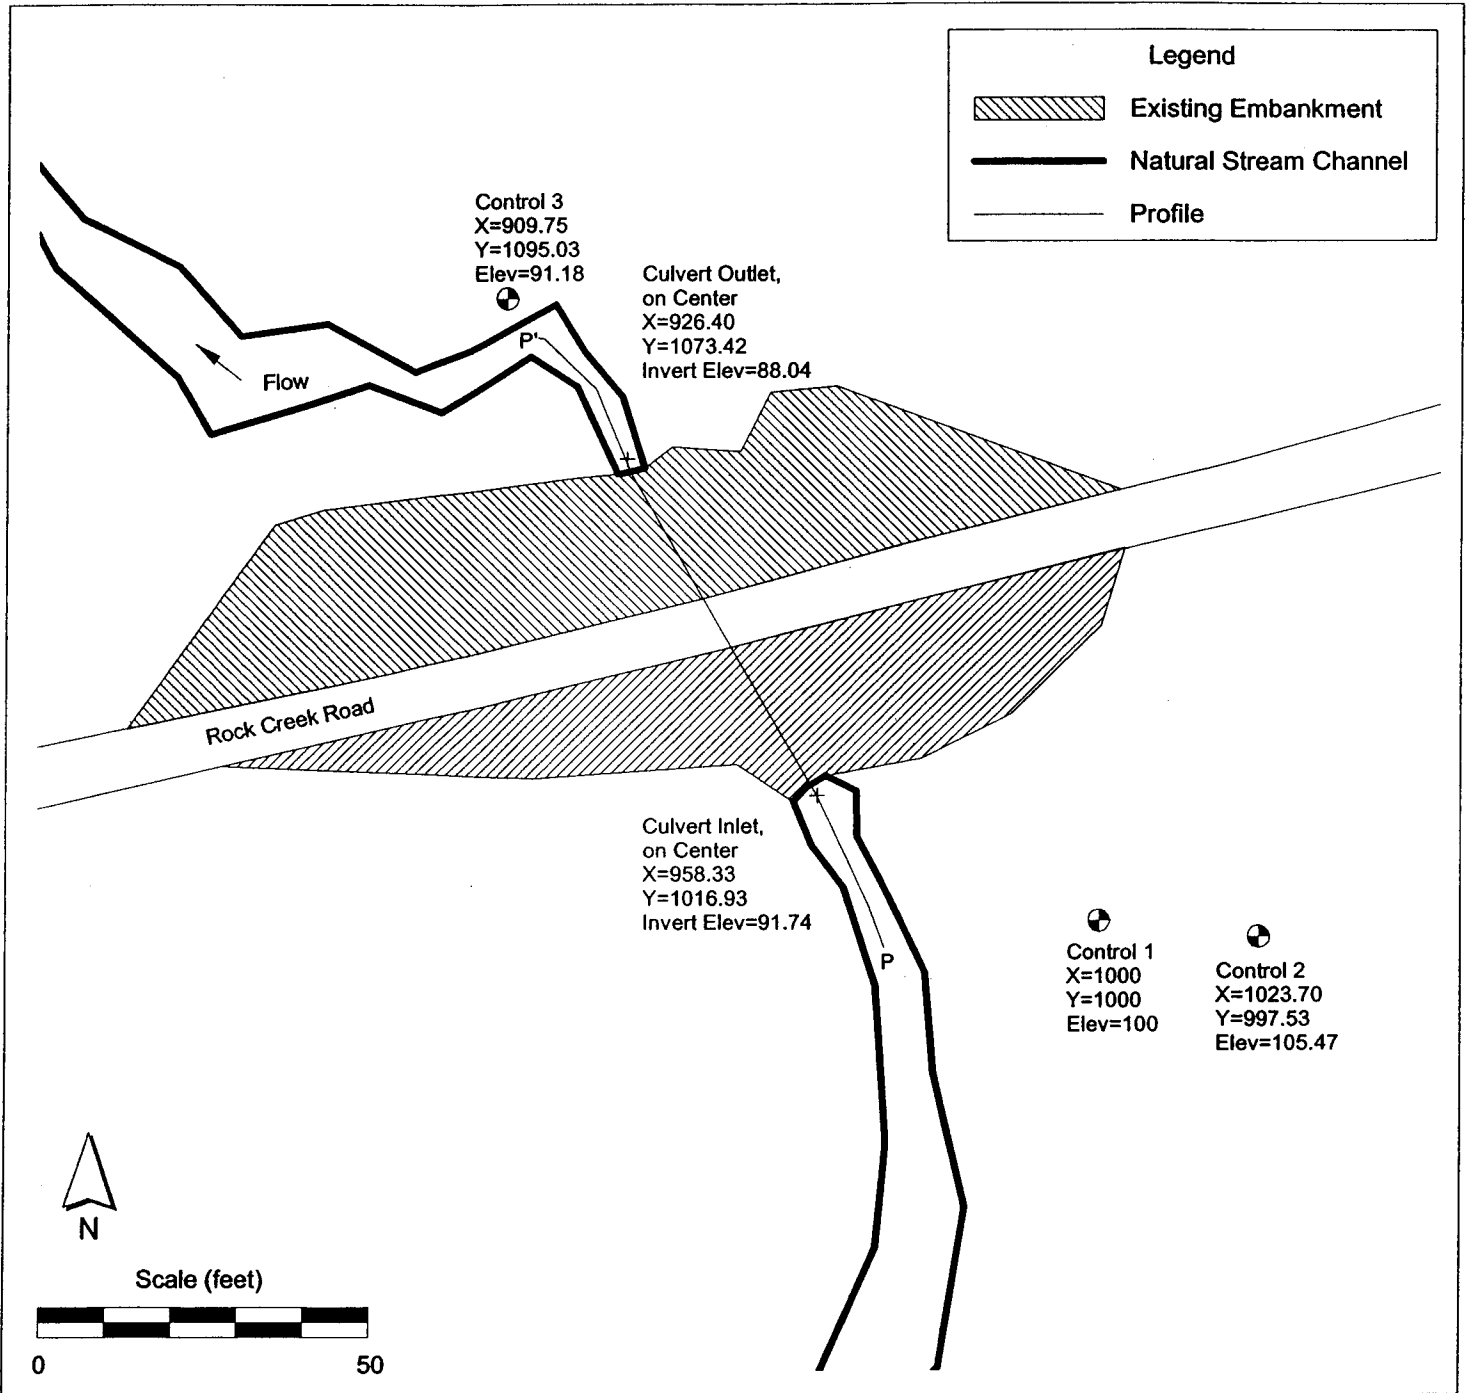 Legend
Existing Embankment
Natural Stream Channel
Profile
Control 3
X=909.75
Y=1095.03
Elev=91.18
Culvert Outlet,
on Center
X=926.40
Y=1073.42
Invert Elev=88.04
P'
Flow
Rock Creek Road
Culvert Inlet,
on Center
X=958.33
Y=1016.93
Invert Elev=91.74
P
Control 1
X=1000
Y=1000
Elev=100
Control 2
X=1023.70
Y=997.53
Elev=105.47
N
Scale (feet)
0 50